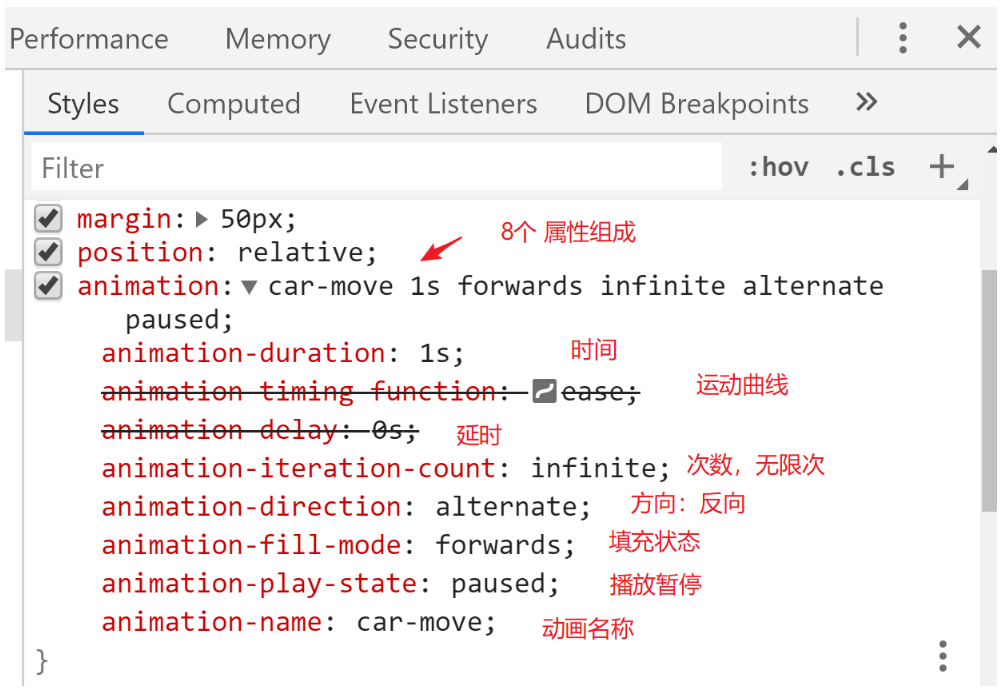 Performance Memory Security Audits
Styles Computed Event Listeners DOM Breakpoints »
Filter :hov .cls +
margin: 50px;
8个 属性组成
position: relative;
animation: car-move 1s forwards infinite alternate
paused;
animation-duration: 1s; 时间
animation-timing-function: ease; 运动曲线
animation-delay: 0s; 延时
animation-iteration-count: infinite; 次数，无限次
animation-direction: alternate; 方向：反向
animation-fill-mode: forwards; 填充状态
animation-play-state: paused; 播放暂停
animation-name: car-move; 动画名称
}